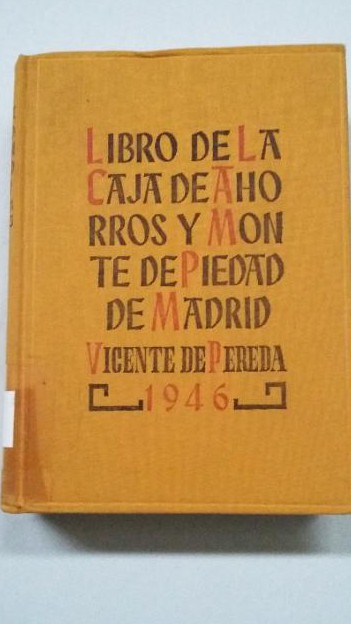 LIBRO DE LA
CAJA DE AHO
RROS Y MON
TE DE PIEDAD
DE MADRID
VICENTE DE PEREDA
1946